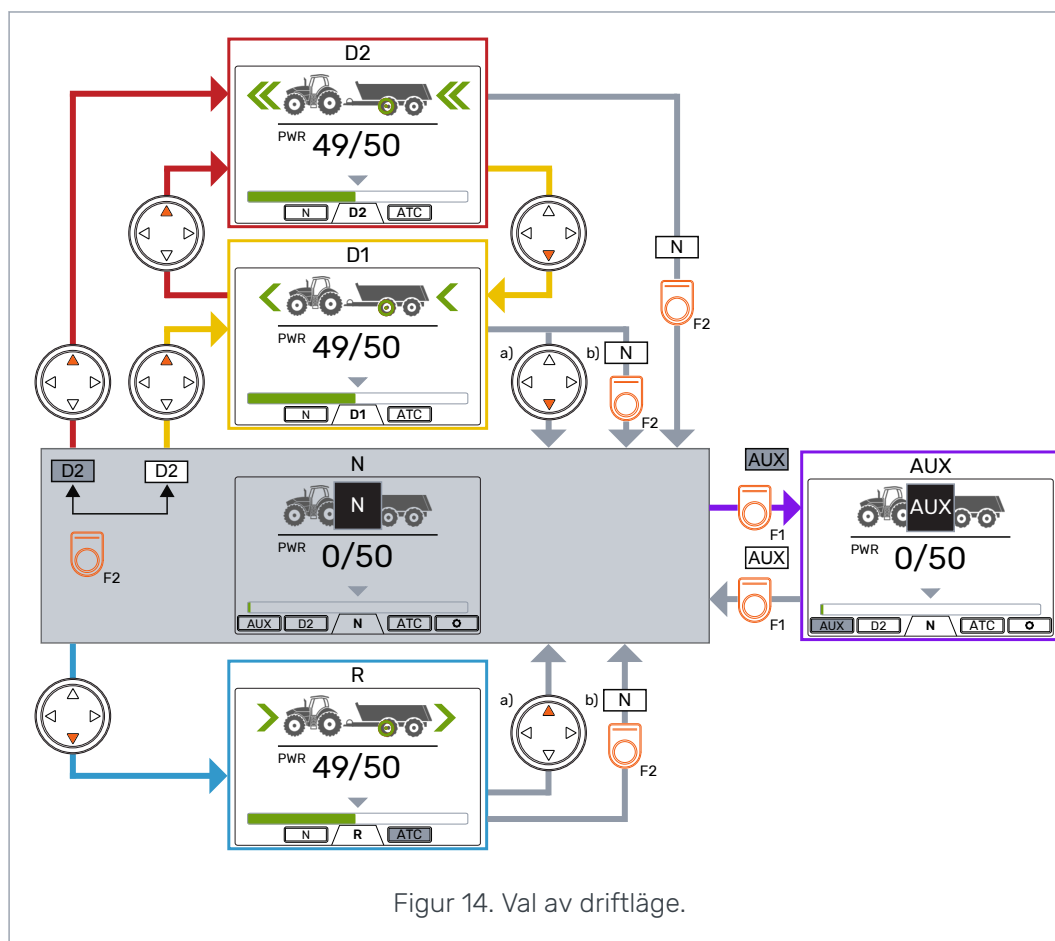 D2
PWR 49/50
N D2 ATC
D1
PWR 49/50
N D1 ATC
a)
b) N
F2
N
F2
D2 D2
F2
N
N
PWR 0/50
AUX D2 N ATC
AUX
F1
AUX
F1
AUX
AUX
PWR 0/50
AUX D2 N ATC
R
PWR 49/50
N R ATC
a)
b) N
F2
Figur 14. Val av driftläge.